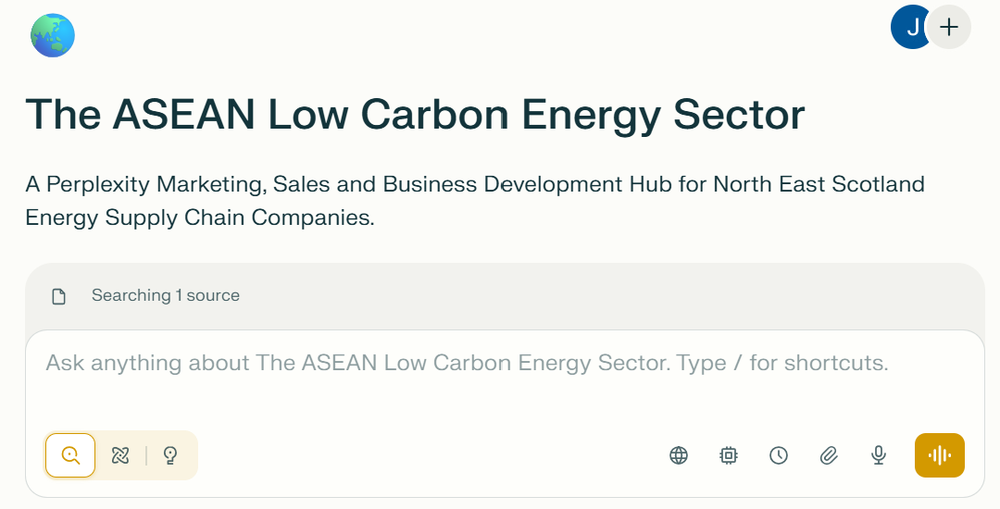 J
The ASEAN Low Carbon Energy Sector
A Perplexity Marketing, Sales and Business Development Hub for North East Scotland
Energy Supply Chain Companies.
Searching 1 source
Ask anything about The ASEAN Low Carbon Energy Sector. Type / for shortcuts.